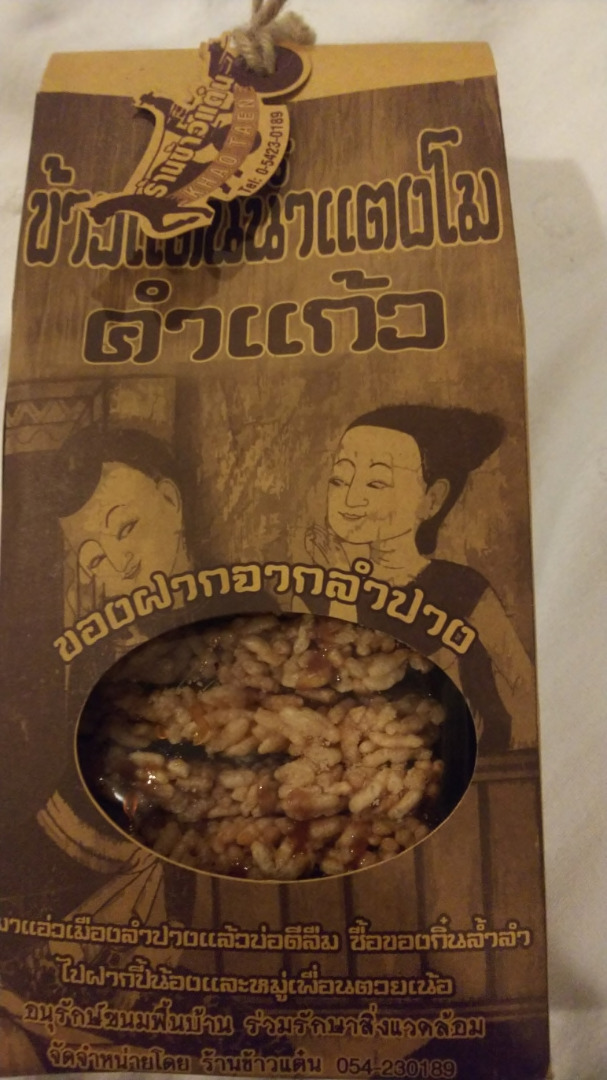 ร้านข้าวแต๋น
KHAO TAEN
Tel: 0-5423-0189
ข้าวแต๋นน้ำแตงโม
คำแก้ว
ของฝากจากลำปาง
มาแอ่วเมืองลำปางแล้วบ่อดีลืม ซื้อของกิ๋นลำลำ
ไปฝากปี้น้องและหมู่เพื่อนตวยเน้อ
อนุรักษ์ขนมพื้นบ้าน ร่วมรักษาสิ่งแวดล้อม
จัดจำหน่ายโดย ร้านข้าวแต๋น 054-230189